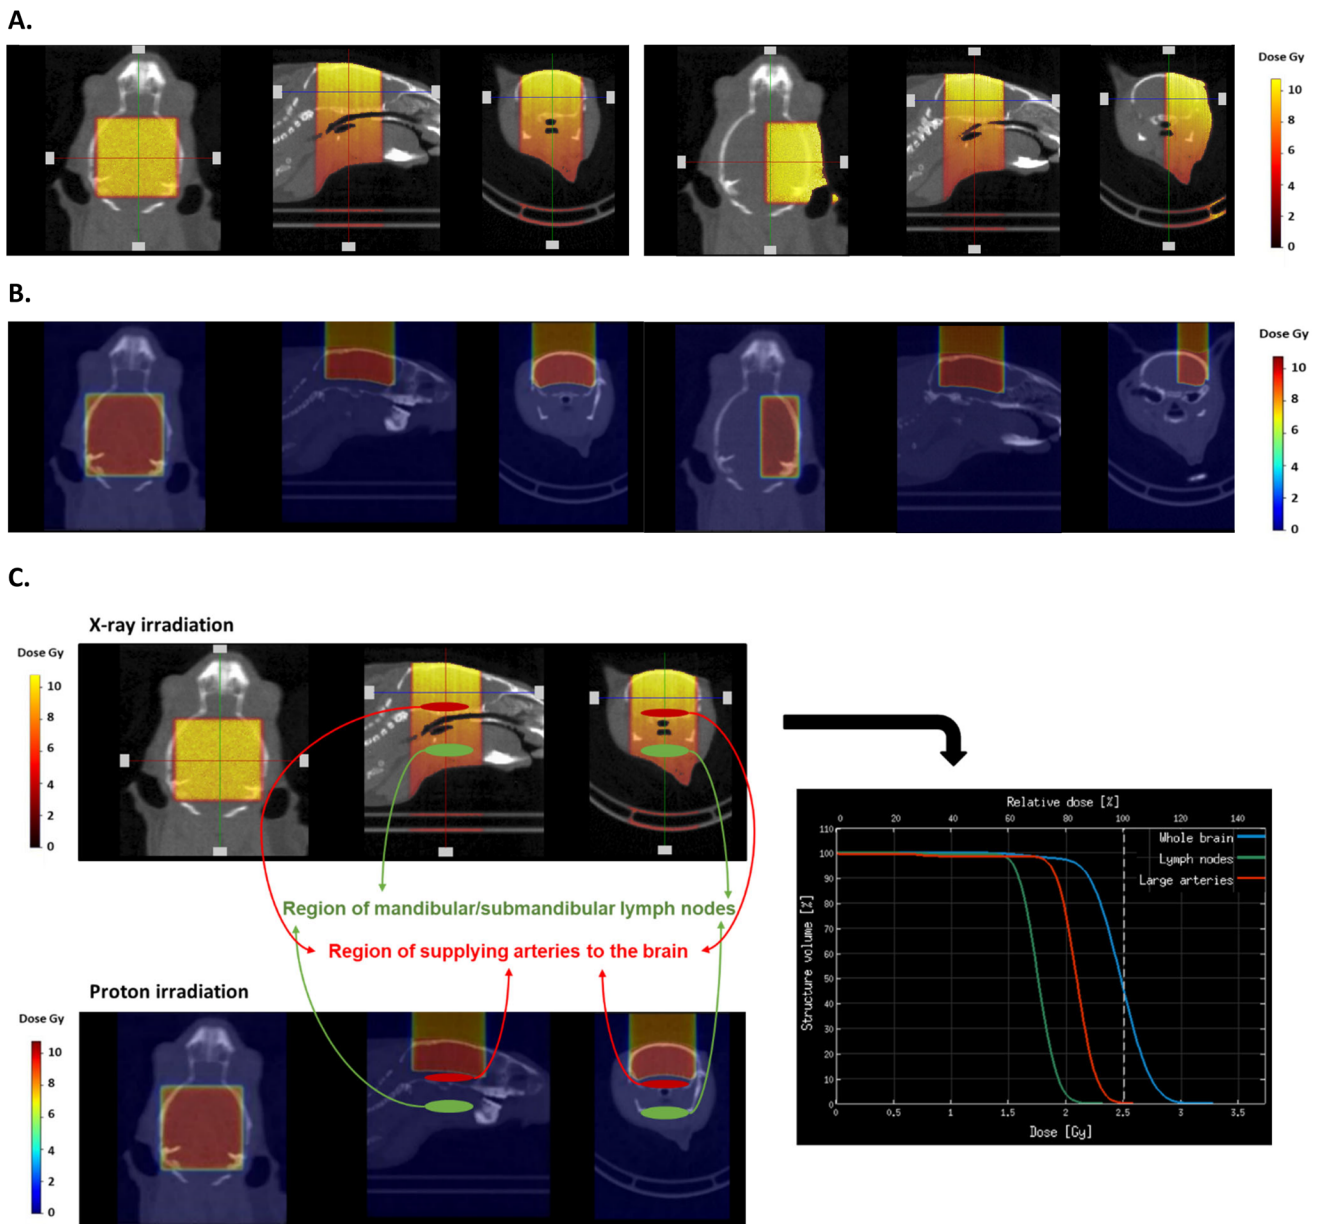 A.
Dose Gy
10
8
6
4
2
0
B.
Dose Gy
10
8
6
4
2
0
C.
X-ray irradiation
Dose Gy
10
8
6
4
2
0
Region of mandibular/submandibular lymph nodes
Region of supplying arteries to the brain
Proton irradiation
Dose Gy
10
8
6
4
2
0
Relative dose [%]
0 20 40 60 80 100 120 140
Whole brain
Lymph nodes
Large arteries
Structure volume [%]
110
100
90
80
70
60
50
40
30
20
10
0
0 0.5 1 1.5 2 2.5 3 3.5
Dose [Gy]